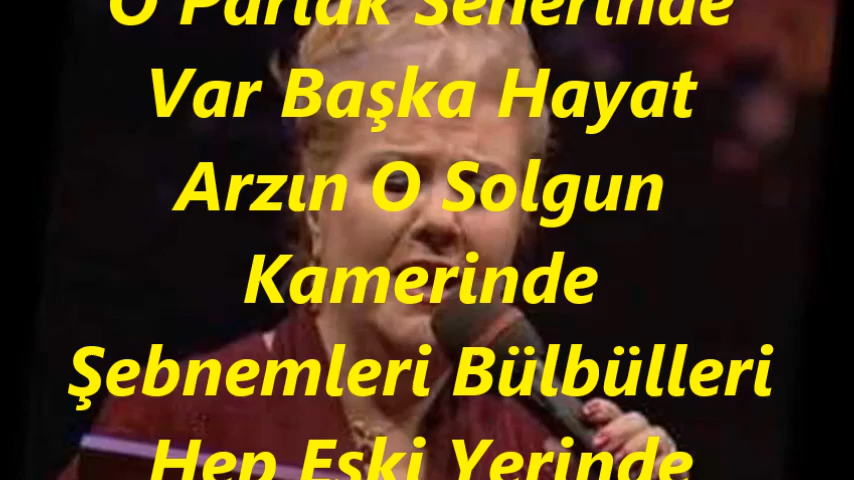 O Parlak Seherinde
Var Başka Hayat
Arzın O Solgun
Kamerinde
Şebnemleri Bülbülleri
Hep Eski Yerinde